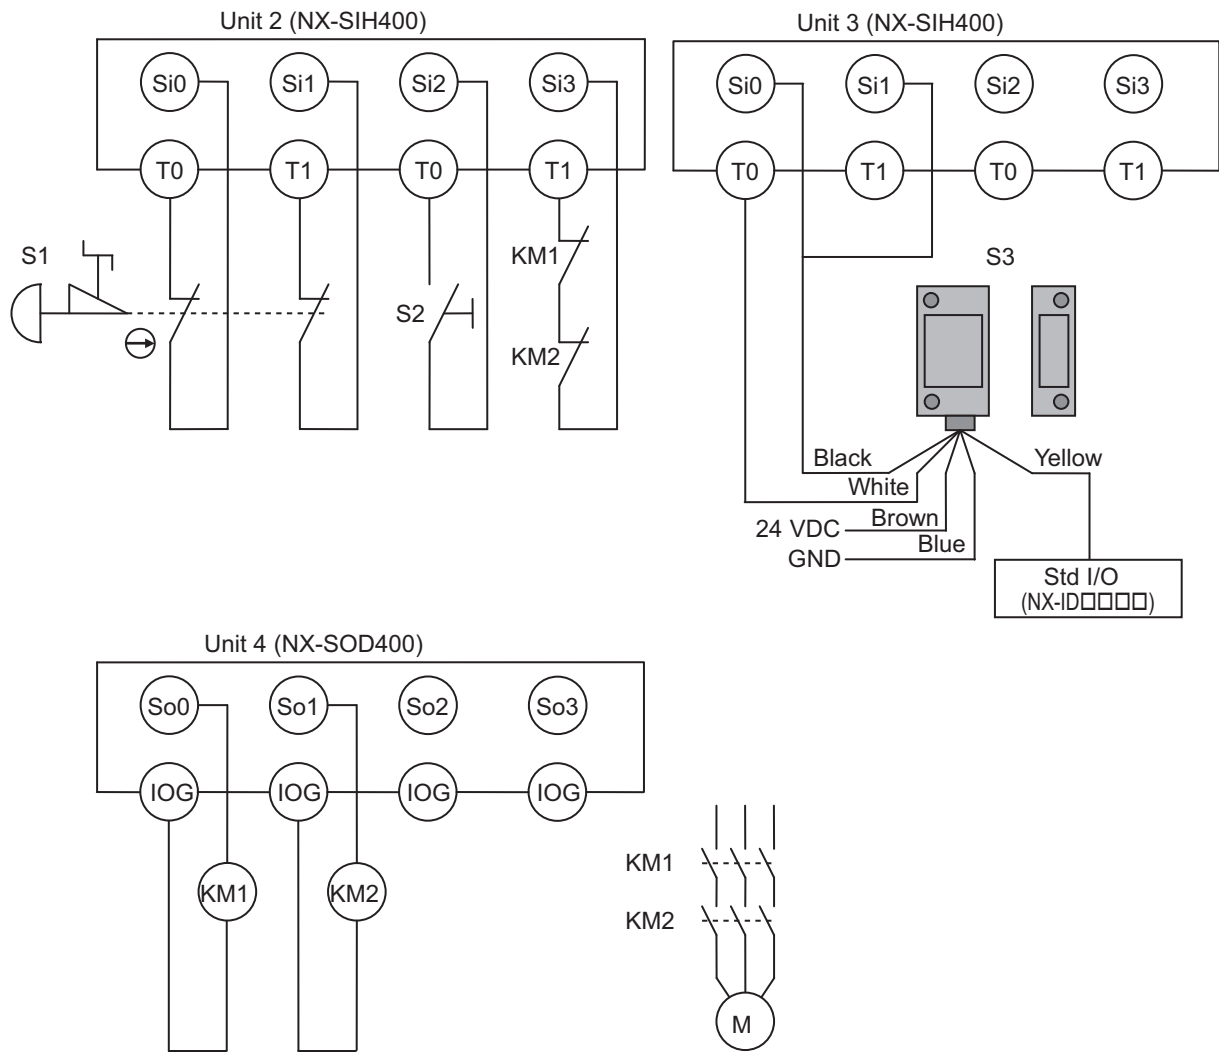 Unit 2 (NX-SIH400)
Si0 Si1 Si2 Si3
T0 T1 T0 T1
S1
S2
KM1
KM2
Unit 3 (NX-SIH400)
Si0 Si1 Si2 Si3
T0 T1 T0 T1
S3
Black
Yellow
White
24 VDC
Brown
GND
Blue
Std I/O
(NX-ID□□□□)
Unit 4 (NX-SOD400)
So0 So1 So2 So3
IOG IOG IOG IOG
KM1 KM2
KM1
KM2
M